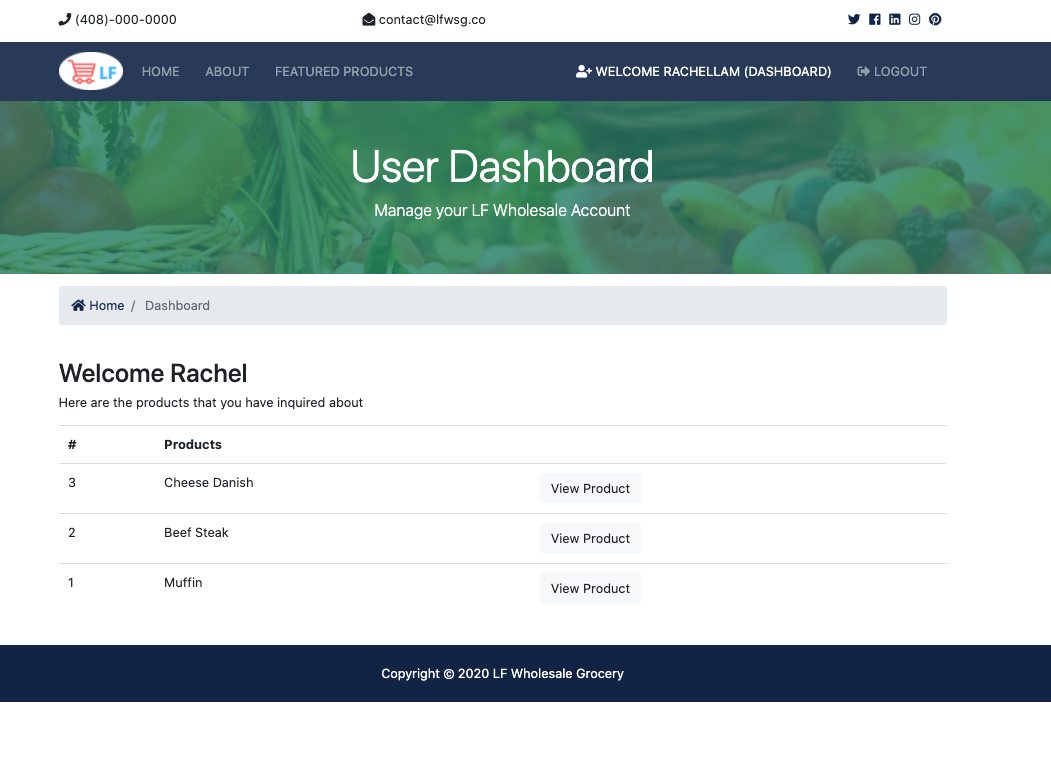 (408)-000-0000 contact@lfwsg.co
LF HOME ABOUT FEATURED PRODUCTS WELCOME RACHELLAM (DASHBOARD) LOGOUT
User Dashboard
Manage your LF Wholesale Account
Home / Dashboard
Welcome Rachel
Here are the products that you have inquired about
# Products
3 Cheese Danish View Product
2 Beef Steak View Product
1 Muffin View Product
Copyright © 2020 LF Wholesale Grocery